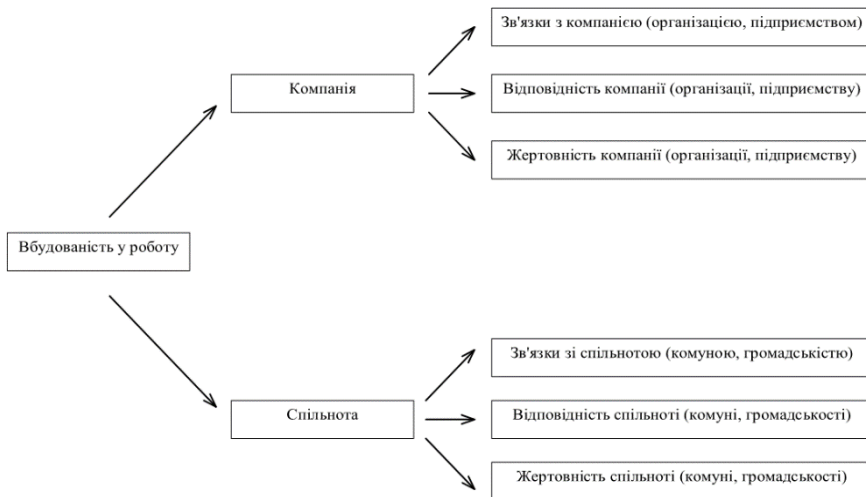 Зв'язки з компанією (організацією, підприємством)
Компанія
Відповідність компанії (організації, підприємству)
Жертовність компанії (організації, підприємству)
Вбудованість у роботу
Зв'язки зі спільнотою (комуною, громадськістю)
Спільнота
Відповідність спільноті (комуні, громадськості)
Жертовність спільноті (комуні, громадськості)